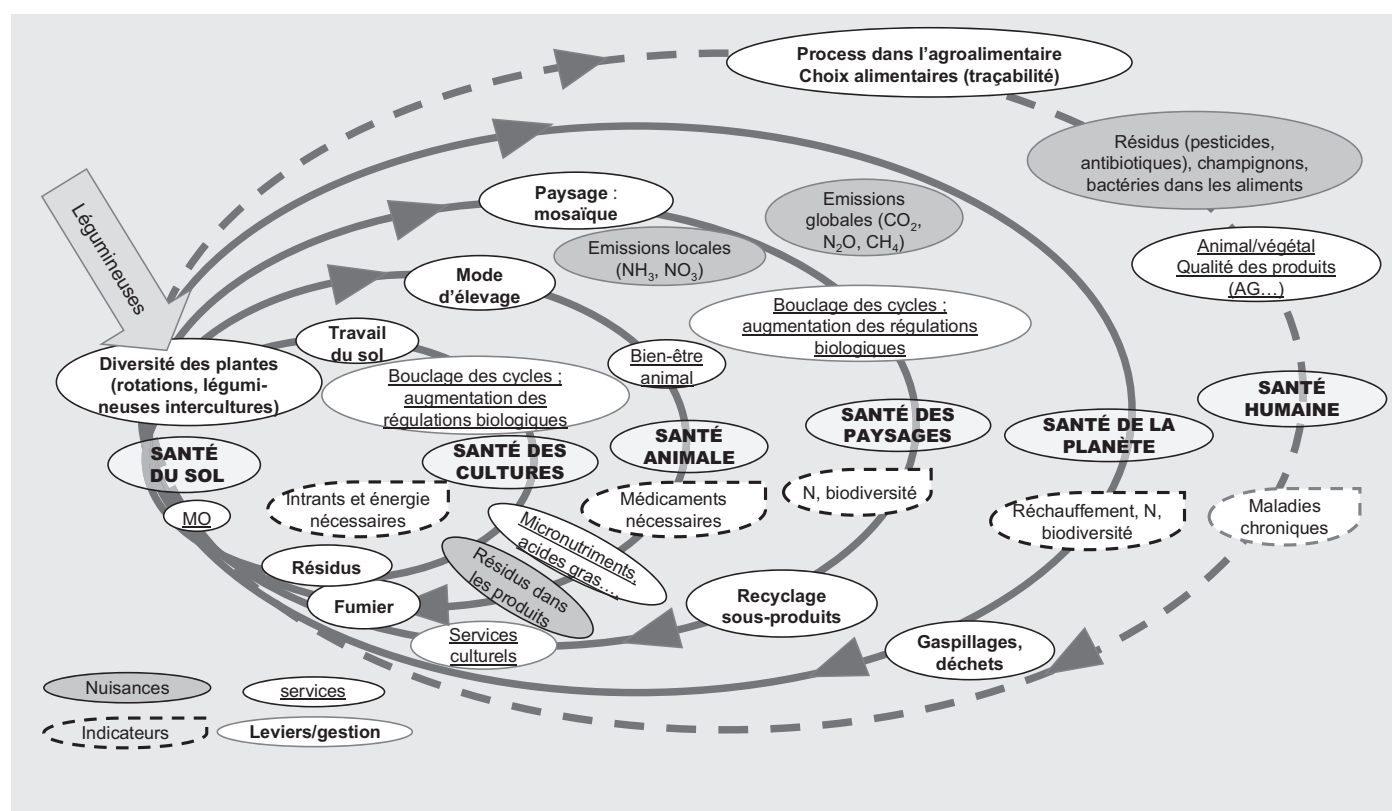 Process dans l'agroalimentaire
Choix alimentaires (traçabilité)
Résidus (pesticides,
antibiotiques), champignons,
bactéries dans les aliments
Légumineuses
Paysage :
mosaïque
Emissions
globales (CO₂,
N₂O, CH₄)
Emissions locales
(NH₃, NO₃)
Animal/végétal
Qualité des produits
(AG…)
Mode
d'élevage
Bouclage des cycles ;
augmentation des régulations
biologiques
Travail
du sol
Bien-être
animal
Diversité des plantes
(rotations, légumi-
neuses intercultures)
Bouclage des cycles ;
augmentation des
régulations biologiques
SANTÉ
DU SOL
SANTÉ DES
CULTURES
SANTÉ
ANIMALE
SANTÉ DES
PAYSAGES
SANTÉ DE LA
PLANÈTE
SANTÉ
HUMAINE
MO
Intrants et énergie
nécessaires
Micronutriments,
acides gras….
Médicaments
nécessaires
N, biodiversité
Réchauffement, N,
biodiversité
Maladies
chroniques
Résidus
Fumier
Résidus dans
les produits
Services
culturels
Recyclage
sous-produits
Gaspillages,
déchets
Nuisances
services
Indicateurs
Leviers/gestion